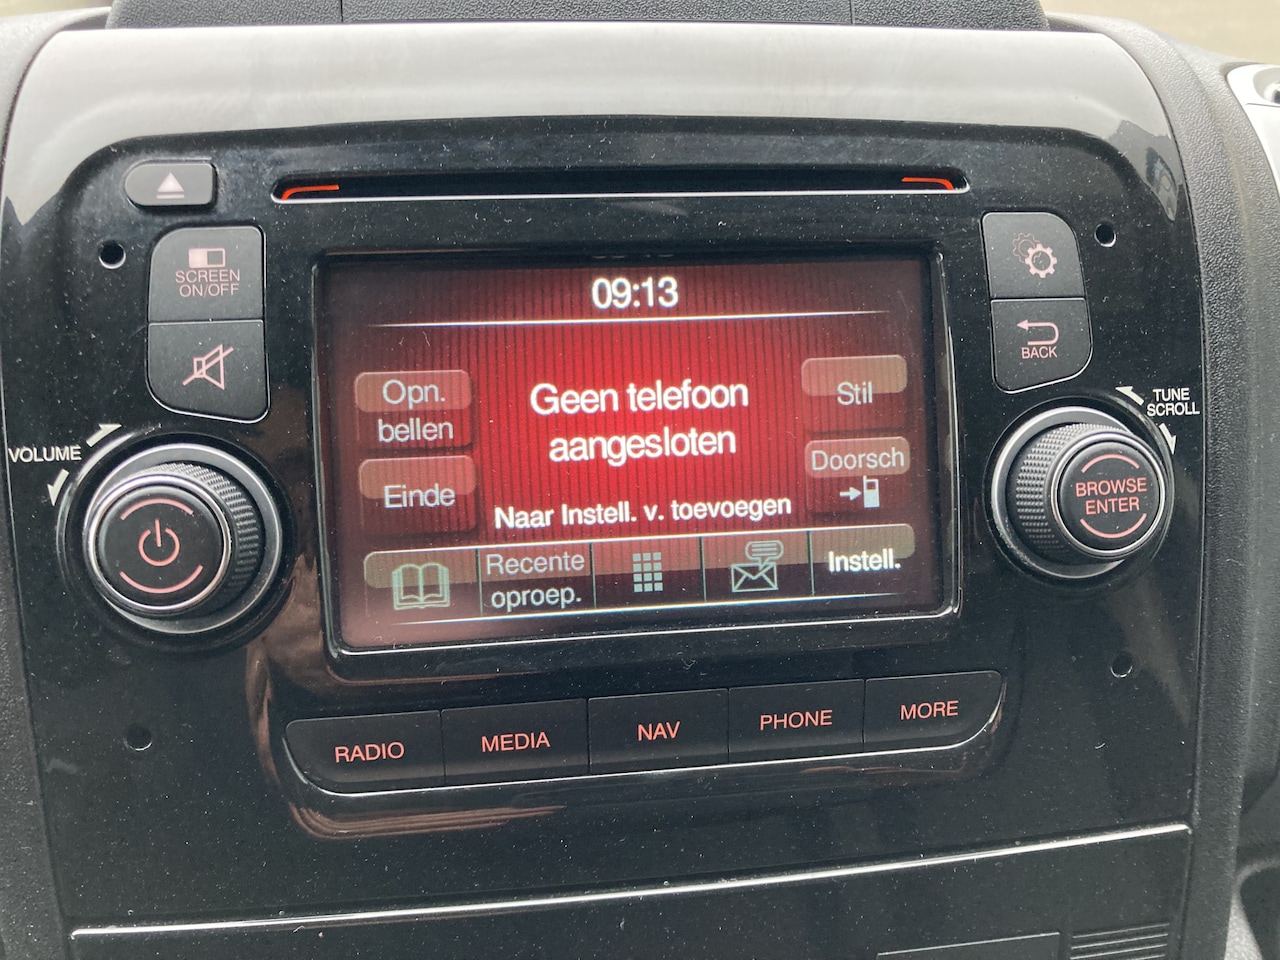 SCREEN
ON/OFF
09:13
BACK
Opn.
bellen
Geen telefoon
aangesloten
Stil
TUNE
SCROLL
VOLUME
Einde
Doorsch
BROWSE
ENTER
Naar Instell. v. toevoegen
Recente
oproep.
Instell.
RADIO
MEDIA
NAV
PHONE
MORE